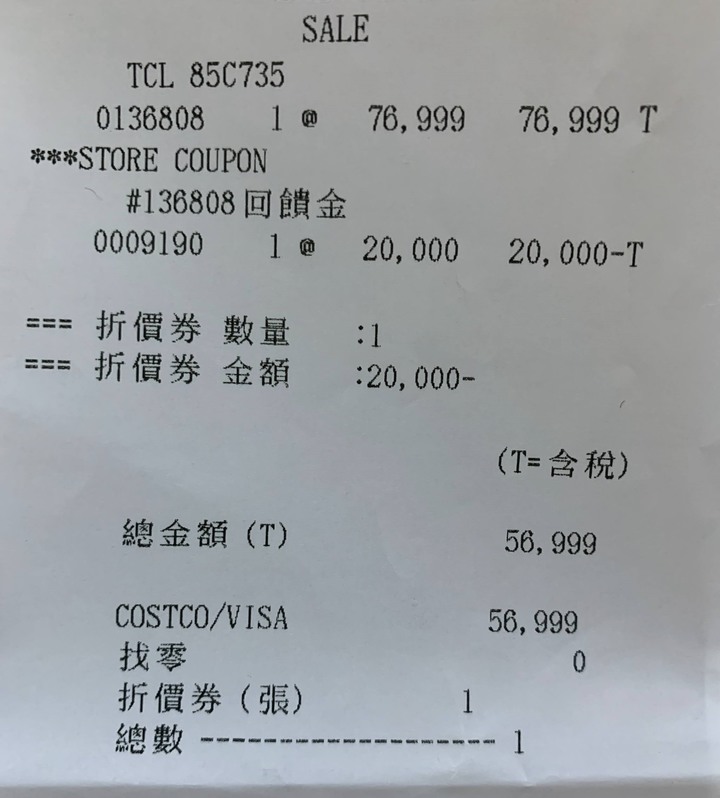 SALE
TCL 85C735
0136808 1 @ 76,999 76,999 T
***STORE COUPON
#136808回饋金
0009190 1 @ 20,000 20,000-T
=== 折價券 數量 :1
=== 折價券 金額 :20,000-
(T=含稅)
總金額(T) 56,999
COSTCO/VISA 56,999
找零 0
折價券(張) 1
總數 ------------------- 1